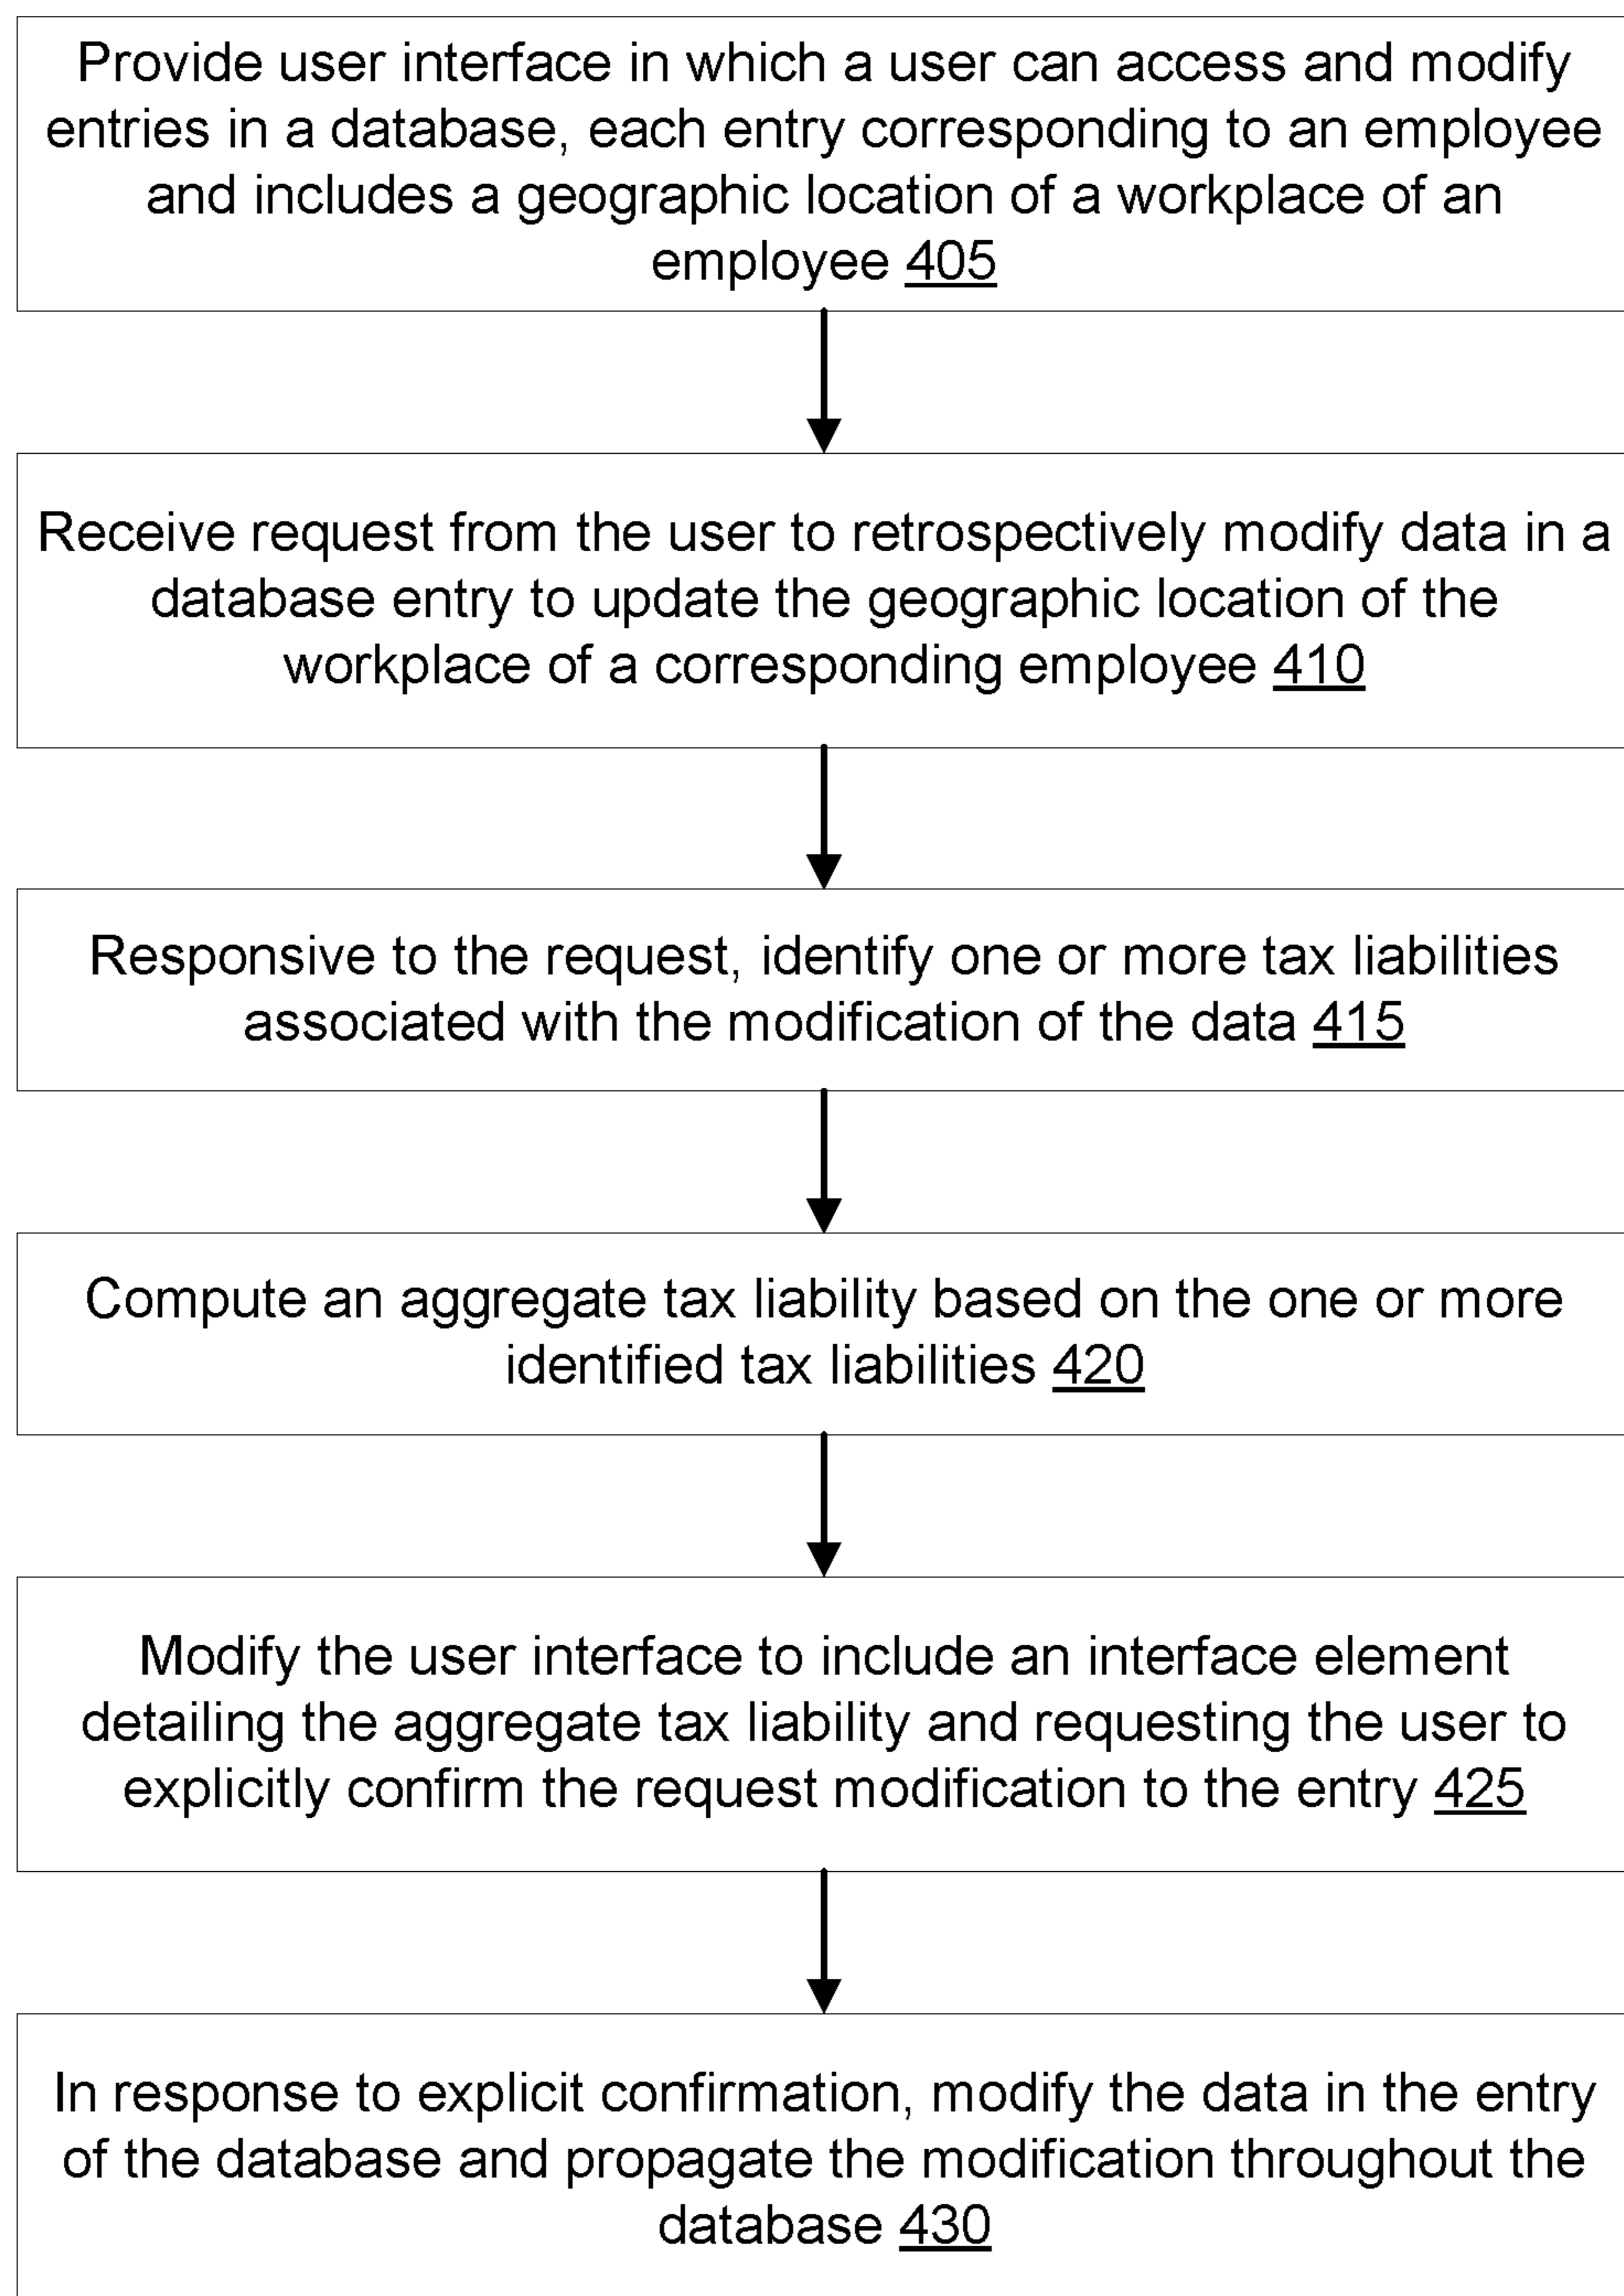 Provide user interface in which a user can access and modify
entries in a database, each entry corresponding to an employee
and includes a geographic location of a workplace of an
employee 405
Receive request from the user to retrospectively modify data in a
database entry to update the geographic location of the
workplace of a corresponding employee 410
Responsive to the request, identify one or more tax liabilities
associated with the modification of the data 415
Compute an aggregate tax liability based on the one or more
identified tax liabilities 420
Modify the user interface to include an interface element
detailing the aggregate tax liability and requesting the user to
explicitly confirm the request modification to the entry 425
In response to explicit confirmation, modify the data in the entry
of the database and propagate the modification throughout the
database 430